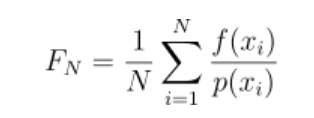 F_N = \frac{1}{N} \sum_{i=1}^{N} \frac{f(x_i)}{p(x_i)}